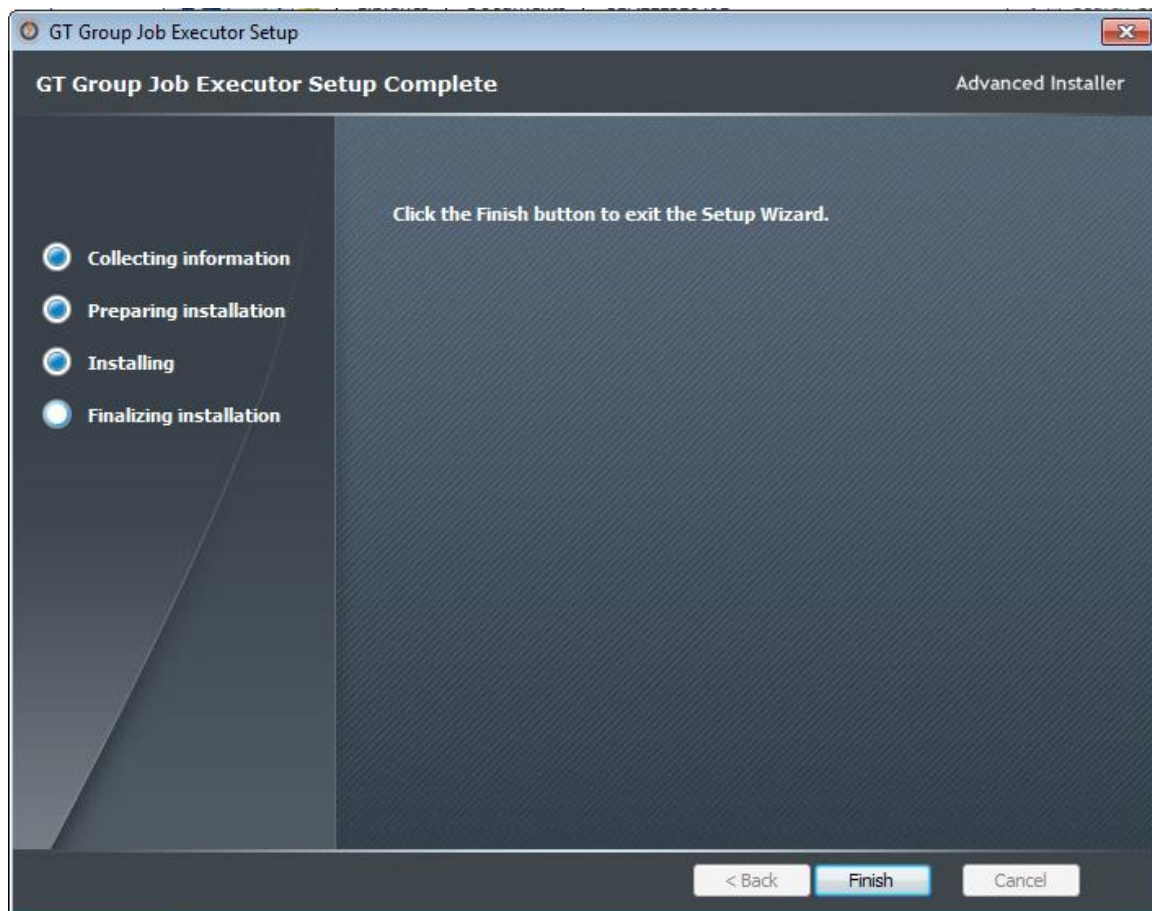 GT Group Job Executor Setup
GT Group Job Executor Setup Complete
Advanced Installer
Click the Finish button to exit the Setup Wizard.
Collecting information
Preparing installation
Installing
Finalizing installation
< Back
Finish
Cancel